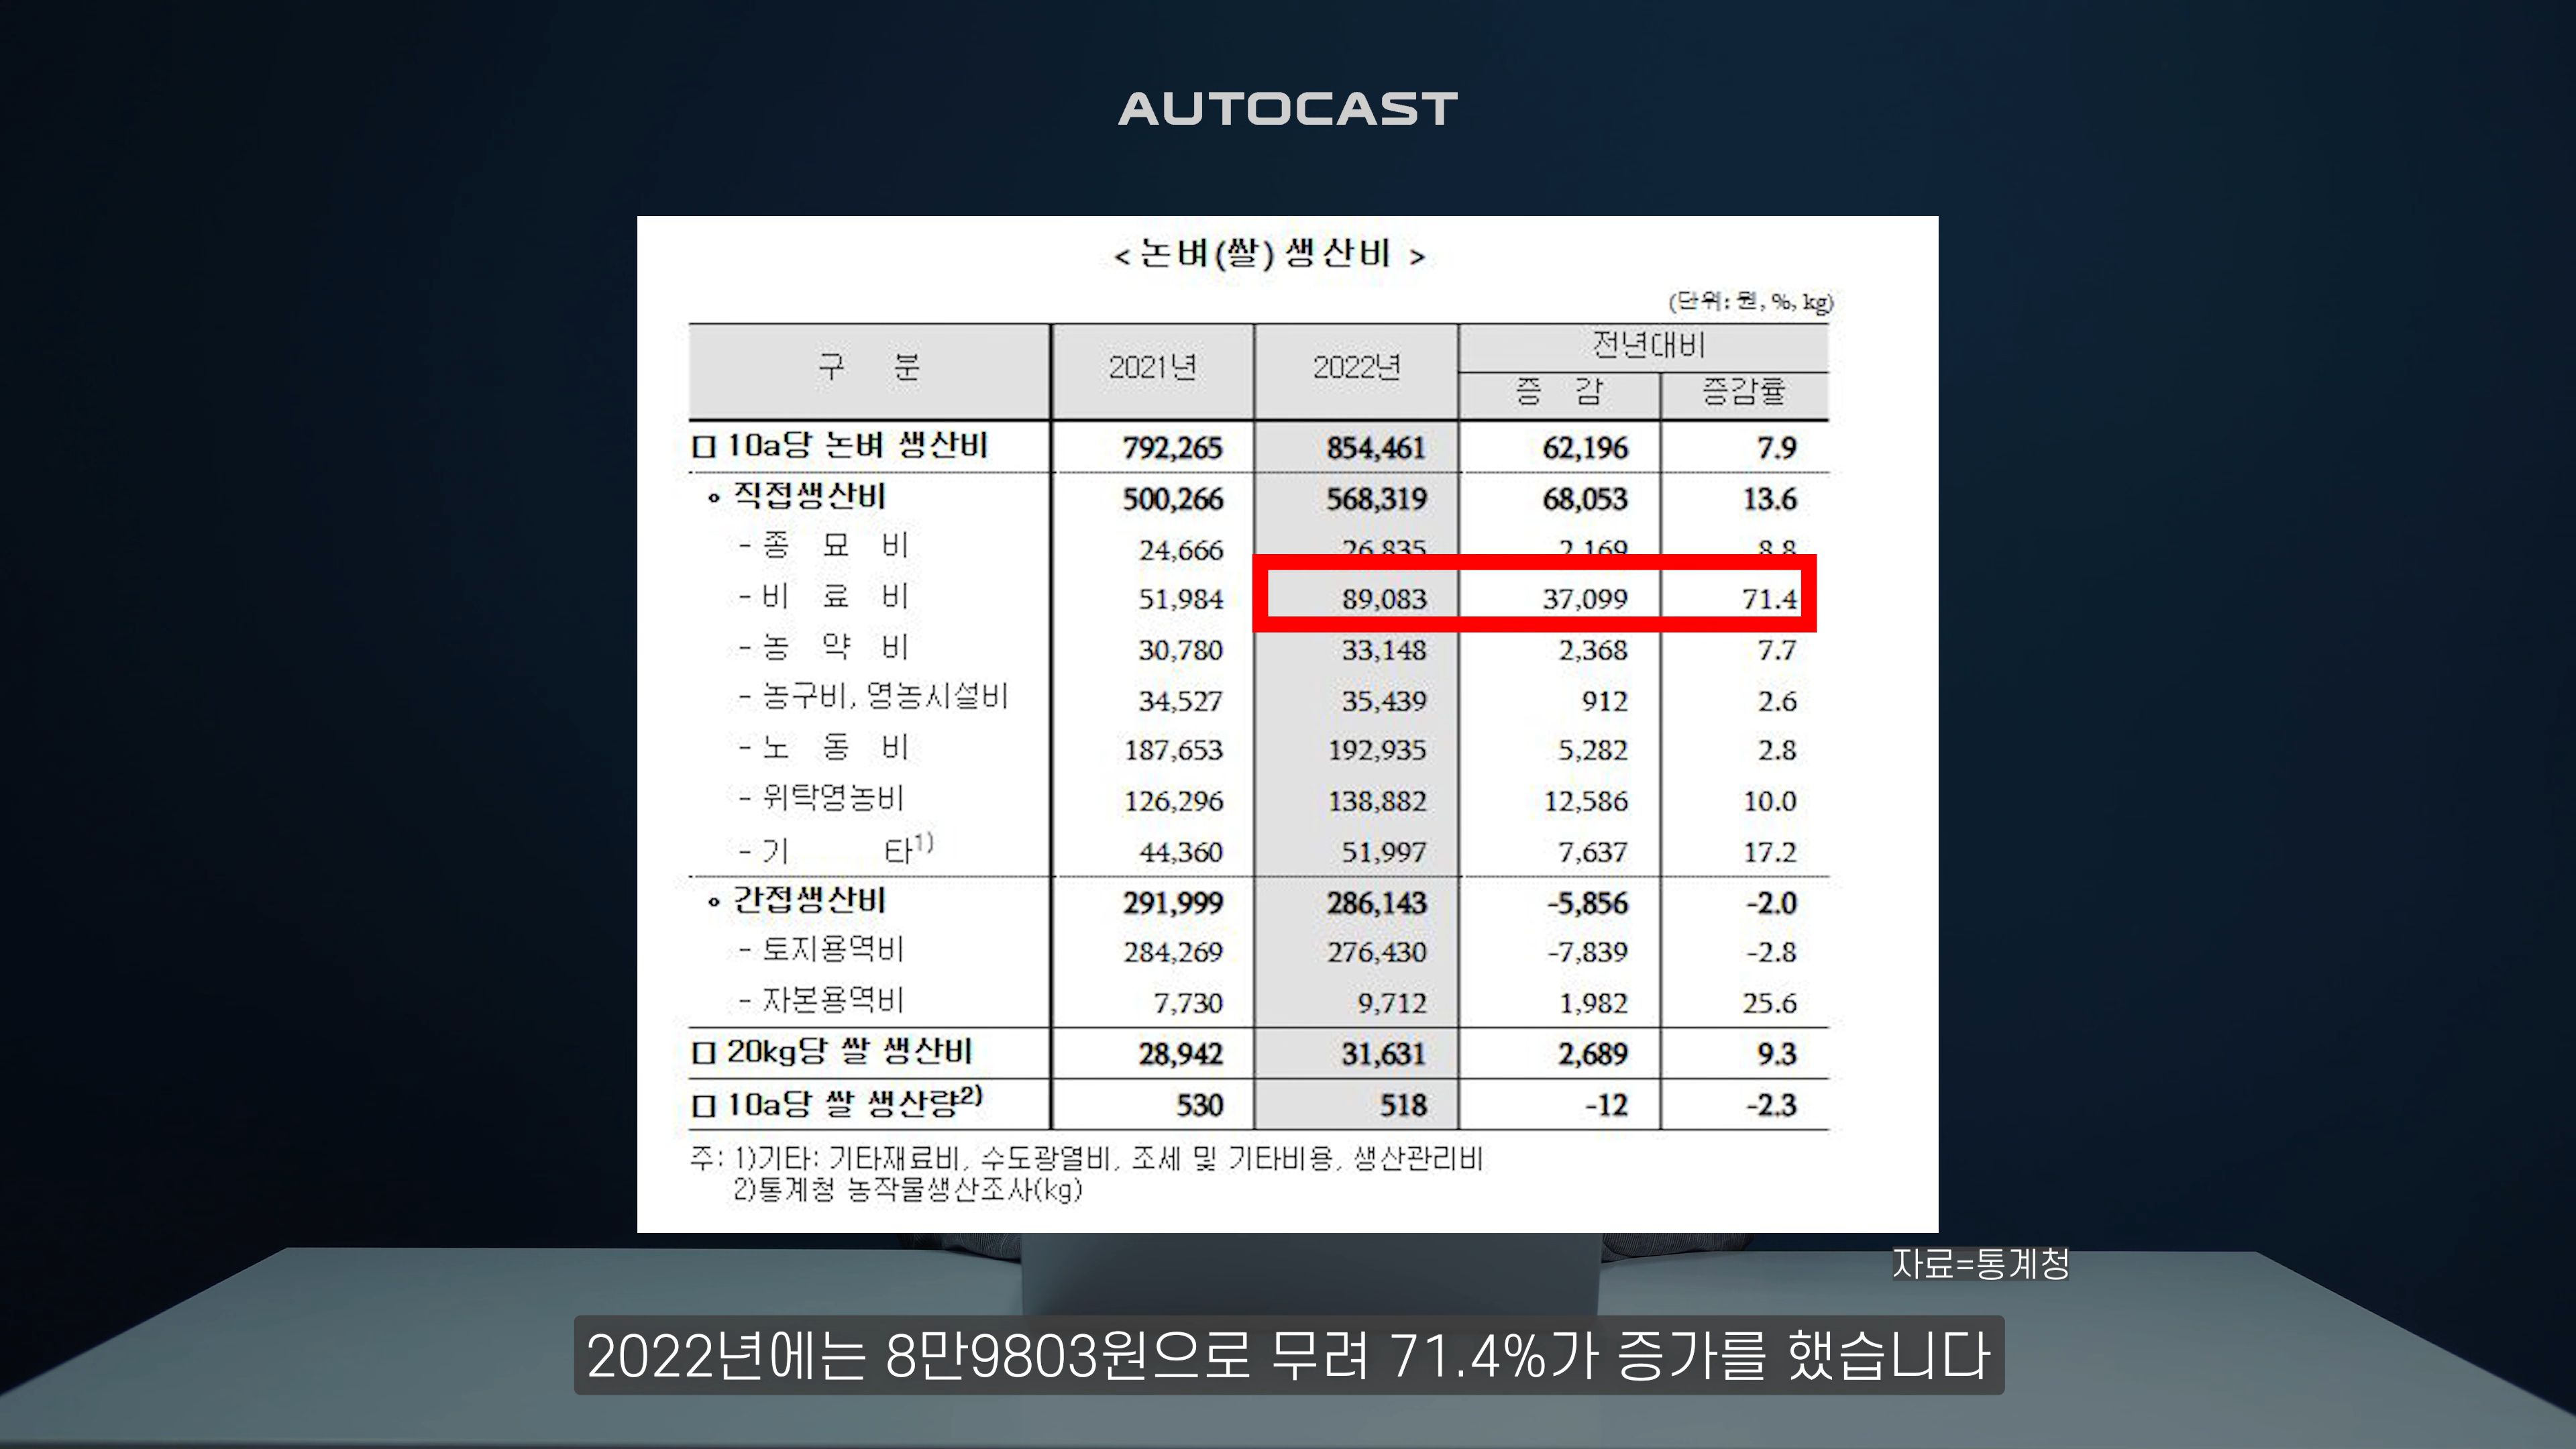 AUTOCAST
< 논벼(쌀) 생산비 >
(단위: 원, %, kg)
구 분 2021년 2022년 전년대비
증 감 증감률
□ 10a당 논벼 생산비 792,265 854,461 62,196 7.9
∘ 직접생산비 500,266 568,319 68,053 13.6
- 종 묘 비 24,666 26,835 2,169 8.8
- 비 료 비 51,984 89,083 37,099 71.4
- 농 약 비 30,780 33,148 2,368 7.7
- 농구비, 영농시설비 34,527 35,439 912 2.6
- 노 동 비 187,653 192,935 5,282 2.8
- 위탁영농비 126,296 138,882 12,586 10.0
- 기 타1) 44,360 51,997 7,637 17.2
∘ 간접생산비 291,999 286,143 -5,856 -2.0
- 토지용역비 284,269 276,430 -7,839 -2.8
- 자본용역비 7,730 9,712 1,982 25.6
□ 20kg당 쌀 생산비 28,942 31,631 2,689 9.3
□ 10a당 쌀 생산량2) 530 518 -12 -2.3
주: 1)기타: 기타재료비, 수도광열비, 조세 및 기타비용, 생산관리비
2)통계청 농작물생산조사(kg)
자료=통계청
2022년에는 8만9803원으로 무려 71.4%가 증가를 했습니다